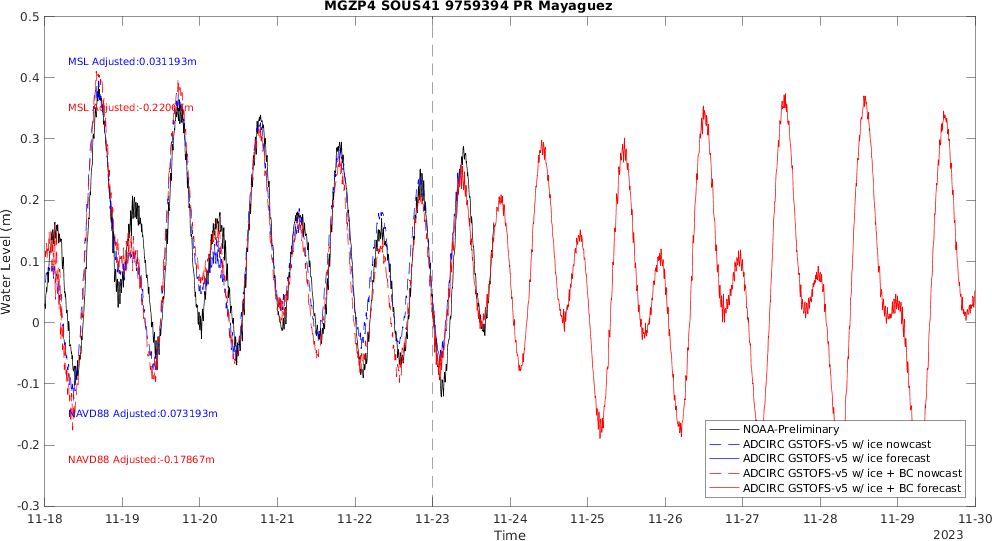 MGZP4 SOUS41 9759394 PR Mayaguez
0.5
0.4
0.3
0.2
0.1
0
-0.1
-0.2
-0.3
Water Level (m)
MSL Adjusted:0.031193m
MSL Adjusted:
NAVD88 Adjusted:0.073193m
NAVD88 Adjusted:-0.17867m
NOAA-Preliminary
ADCIRC GSTOFS-v5 w/ ice nowcast
ADCIRC GSTOFS-v5 w/ ice forecast
ADCIRC GSTOFS-v5 w/ ice + BC nowcast
ADCIRC GSTOFS-v5 w/ ice + BC forecast
11-18 11-19 11-20 11-21 11-22 11-23 11-24 11-25 11-26 11-27 11-28 11-29 11-30
Time
2023